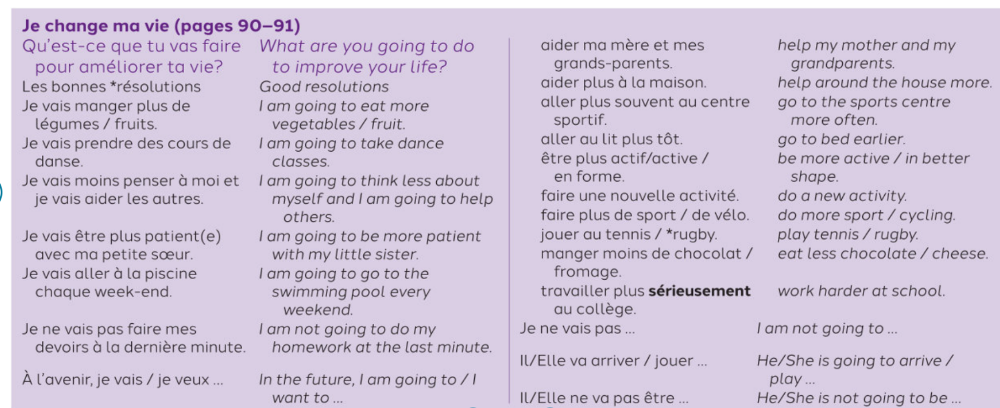 Je change ma vie (pages 90–91)
Qu'est-ce que tu vas faire What are you going to do
pour améliorer ta vie? to improve your life?
Les bonnes *résolutions Good resolutions
Je vais manger plus de I am going to eat more
légumes / fruits. vegetables / fruit.
Je vais prendre des cours de I am going to take dance
danse. classes.
Je vais moins penser à moi et I am going to think less about
je vais aider les autres. myself and I am going to help
others.
Je vais être plus patient(e) I am going to be more patient
avec ma petite sœur. with my little sister.
Je vais aller à la piscine I am going to go to the
chaque week-end. swimming pool every
weekend.
Je ne vais pas faire mes I am not going to do my
devoirs à la dernière minute. homework at the last minute.
À l'avenir, je vais / je veux ... In the future, I am going to / I
want to ...
aider ma mère et mes help my mother and my
grands-parents. grandparents.
aider plus à la maison. help around the house more.
aller plus souvent au centre go to the sports centre
sportif. more often.
aller au lit plus tôt. go to bed earlier.
être plus actif/active / be more active / in better
en forme. shape.
faire une nouvelle activité. do a new activity.
faire plus de sport / de vélo. do more sport / cycling.
jouer au tennis / *rugby. play tennis / rugby.
manger moins de chocolat / eat less chocolate / cheese.
fromage.
travailler plus sérieusement work harder at school.
au collège.
Je ne vais pas ... I am not going to ...
Il/Elle va arriver / jouer ... He/She is going to arrive /
play ...
Il/Elle ne va pas être ... He/She is not going to be ...